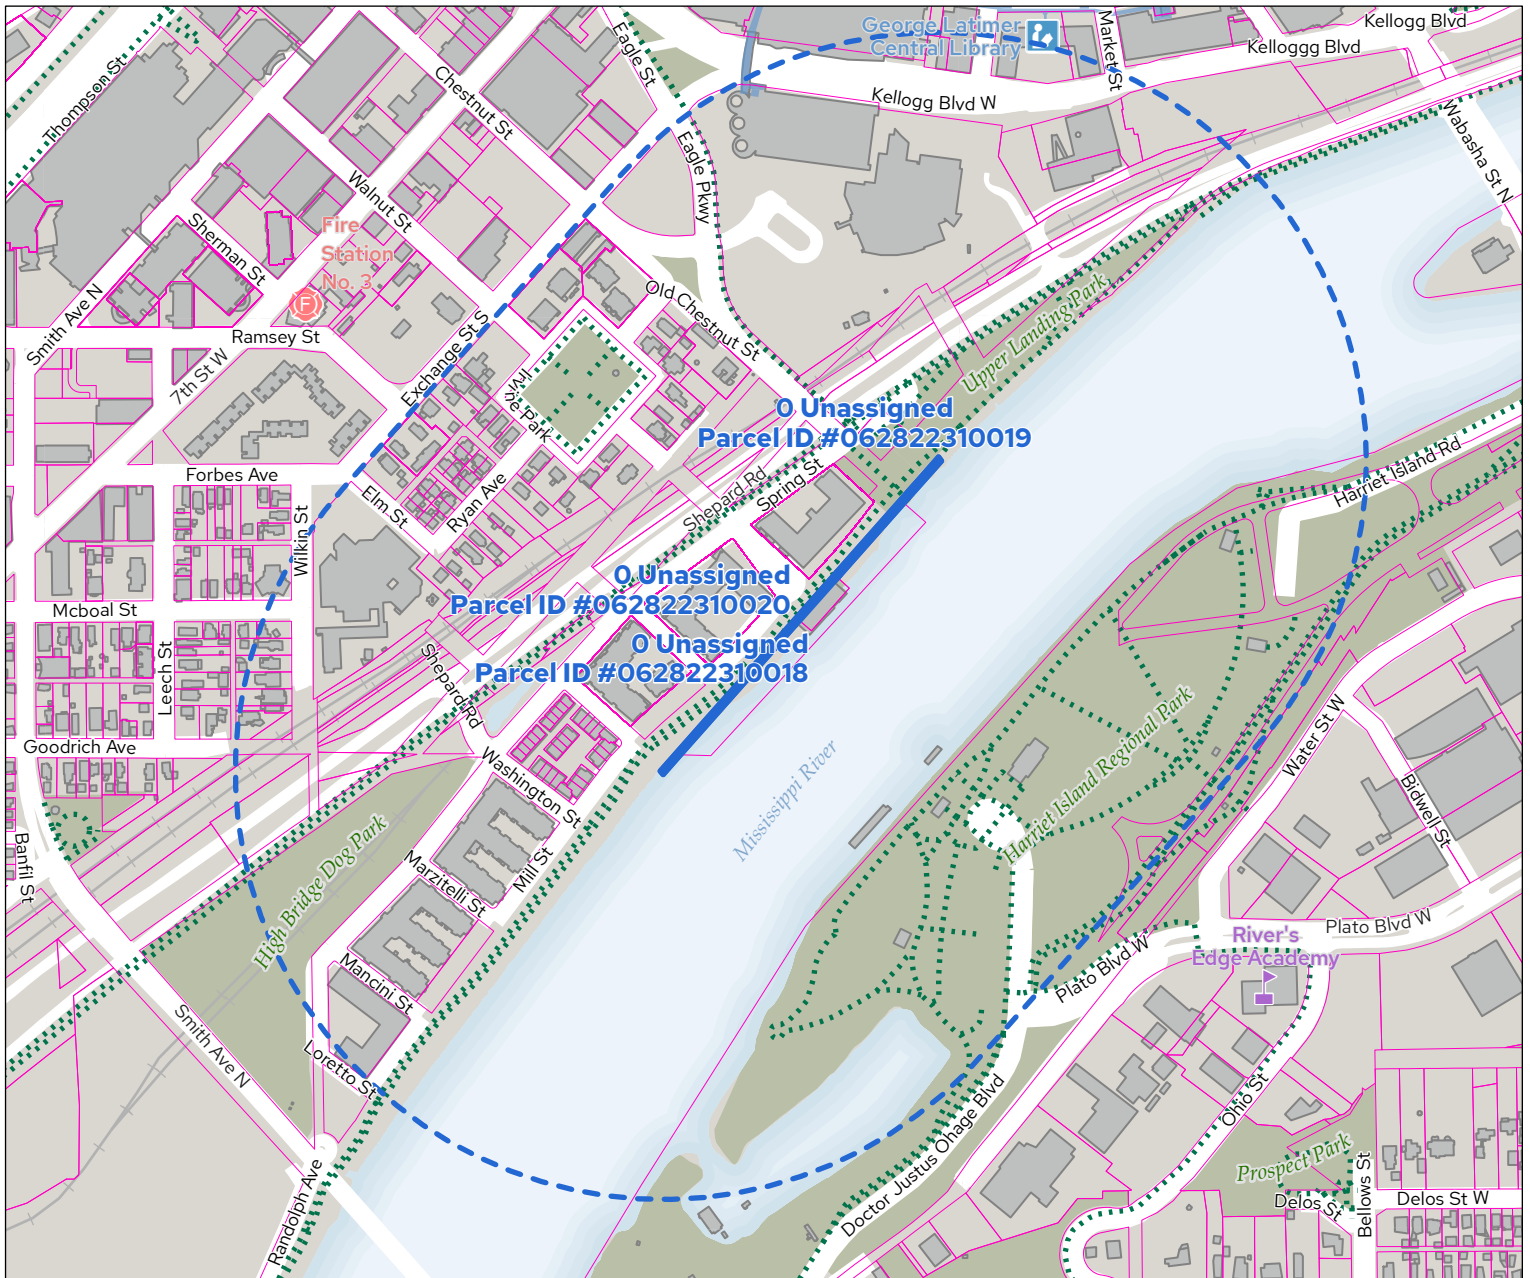 George Latimer
Central Library
Market St
Kellogg Blvd
Kelloggg Blvd
Kellogg Blvd W
Wabasha St N
Thompson St
Chestnut St
Eagle St
Eagle Pkwy
Walnut St
Sherman St
Fire
Station
No. 3
F
Smith Ave N
Ramsey St
7th St W
Exchange St S
Old Chestnut St
Irvine Park
Upper Landing Park
0 Unassigned
Parcel ID #062822310019
Harriet Island Rd
Forbes Ave
Elm St
Ryan Ave
Shepard Rd
Spring St
Wilkin St
0 Unassigned
Parcel ID #062822310020
0 Unassigned
Parcel ID #062822310018
Mcboal St
Leech St
Shepard Rd
Goodrich Ave
Washington St
Banfil St
High Bridge Dog Park
Marzitelli St
Mill St
Mancini St
Mississippi River
Harriet Island Regional Park
Water St W
Bidwell St
Plato Blvd W
Plato Blvd W
River's
Edge Academy
Smith Ave N
Loretto St
Randolph Ave
Doctor Justus Ohage Blvd
Ohio St
Prospect Park
Delos St
Bellows St
Delos St W